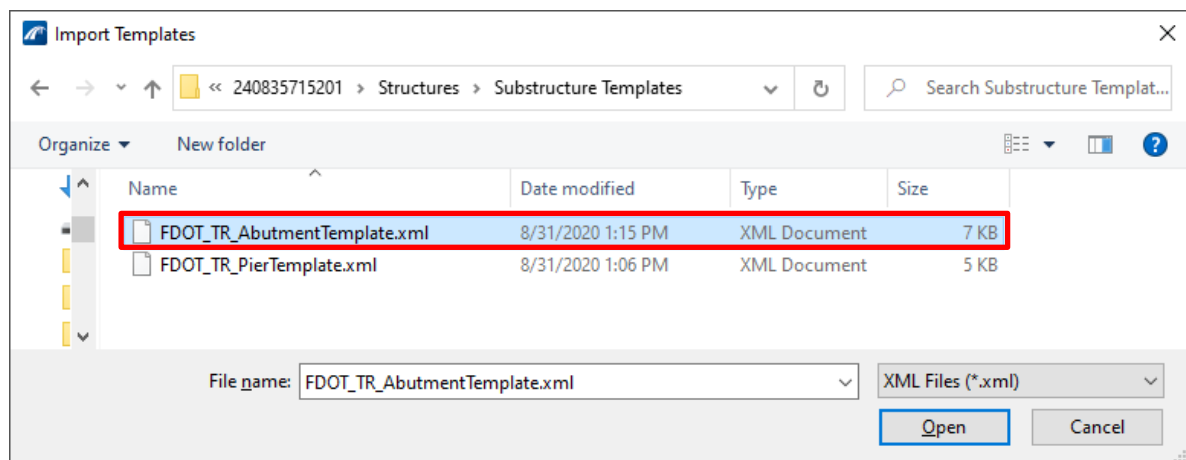 Import Templates
« 240835715201 › Structures › Substructure Templates
Search Substructure Templat...
Organize New folder
?
Name Date modified Type Size
FDOT_TR_AbutmentTemplate.xml 8/31/2020 1:15 PM XML Document 7 KB
FDOT_TR_PierTemplate.xml 8/31/2020 1:06 PM XML Document 5 KB
File name: FDOT_TR_AbutmentTemplate.xml XML Files (*.xml)
Open Cancel